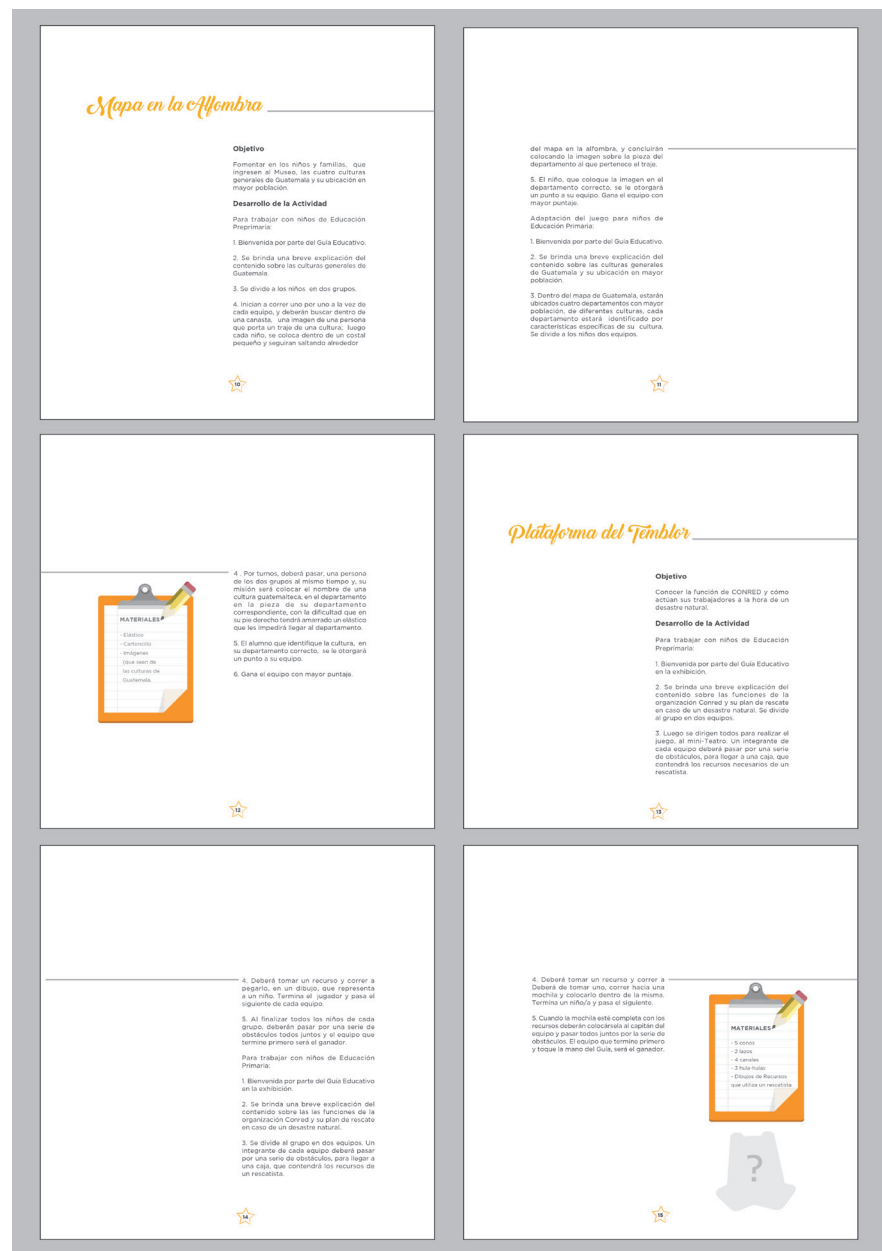 Mapa en la Alfombra
Objetivo
Fomentar en los niños y familias, que
ingresen al Museo, las cuatro culturas
generales de Guatemala y su ubicación en
mayor población.
Desarrollo de la Actividad
Para trabajar con niños de Educación
Preprimaria:
1. Bienvenida por parte del Guía Educativo.
2. Se brinda una breve explicación del
contenido sobre las culturas generales de
Guatemala.
3. Se divide a los niños en dos grupos.
4. Inician a correr uno por uno a la vez de
cada equipo, y deberán buscar dentro de
una canasta, una imagen de una persona
que porta un traje de una cultura; luego
cada niño, se coloca dentro de un costal
pequeño y seguiran saltando alrededor
10
del mapa en la alfombra, y concluirán
colocando la imagen sobre la pieza del
departamento al que pertenece el traje.
5. El niño, que coloque la imagen en el
departamento correcto, se le otorgará
un punto a su equipo. Gana el equipo con
mayor puntaje.
Adaptación del juego para niños de
Educación Primaria:
1. Bienvenida por parte del Guía Educativo.
2. Se brinda una breve explicación del
contenido sobre las culturas generales
de Guatemala y su ubicación en mayor
población.
3. Dentro del mapa de Guatemala, estarán
ubicados cuatro departamentos con mayor
población, de diferentes culturas, cada
departamento estará identificado por
características específicas de su cultura.
Se divide a los niños dos equipos.
11
MATERIALES
- Elástico
- Cartoncillo
- Imágenes
(que sean de
las culturas de
Guatemala.
4 . Por turnos, deberá pasar, una persona
de los dos grupos al mismo tiempo y, su
misión será colocar el nombre de una
cultura guatemalteca, en el departamento
en la pieza de su departamento
correspondiente, con la dificultad que en
su pie derecho tendrá amarrado un elástico
que les impedirá llegar al departamento.
5. El alumno que identifique la cultura, en
su departamento correcto, se le otorgará
un punto a su equipo.
6. Gana el equipo con mayor puntaje.
12
Plataforma del Temblor
Objetivo
Conocer la función de CONRED y cómo
actúan sus trabajadores a la hora de un
desastre natural.
Desarrollo de la Actividad
Para trabajar con niños de Educación
Preprimaria:
1. Bienvenida por parte del Guía Educativo
en la exhibición.
2. Se brinda una breve explicación del
contenido sobre las funciones de la
organización Conred y su plan de rescate
en caso de un desastre natural. Se divide
al grupo en dos equipos.
3. Luego se dirigen todos para realizar el
juego, al mini-Teatro. Un integrante de
cada equipo deberá pasar por una serie
de obstáculos, para llegar a una caja, que
contendrá los recursos necesarios de un
rescatista.
13
4. Deberá tomar un recurso y correr a
pegarlo, en un dibujo, que representa
a un niño. Termina el jugador y pasa el
siguiente de cada equipo.
5. Al finalizar todos los niños de cada
grupo, deberán pasar por una serie de
obstáculos todos juntos y el equipo que
termine primero será el ganador.
Para trabajar con niños de Educación
Primaria:
1. Bienvenida por parte del Guía Educativo
en la exhibición.
2. Se brinda una breve explicación del
contenido sobre las las funciones de la
organización Conred y su plan de rescate
en caso de un desastre natural.
3. Se divide al grupo en dos equipos. Un
integrante de cada equipo deberá pasar
por una serie de obstáculos, para llegar a
una caja, que contendrá los recursos de
un rescatista.
14
4. Deberá tomar un recurso y correr a
Deberá de tomar uno, correr hacia una
mochila y colocarlo dentro de la misma.
Termina un niño/a y pasa el siguiente.
5. Cuando la mochila esté completa con los
recursos deberán colocársela al capitán del
equipo y pasar todos juntos por la serie de
obstáculos. El equipo que termine primero
y toque la mano del Guía, será el ganador.
MATERIALES
- 5 conos
- 2 lazos
- 4 canales
- 3 hula-hulas
- Dibujos de Recursos
que utiliza un rescatista.
?
15